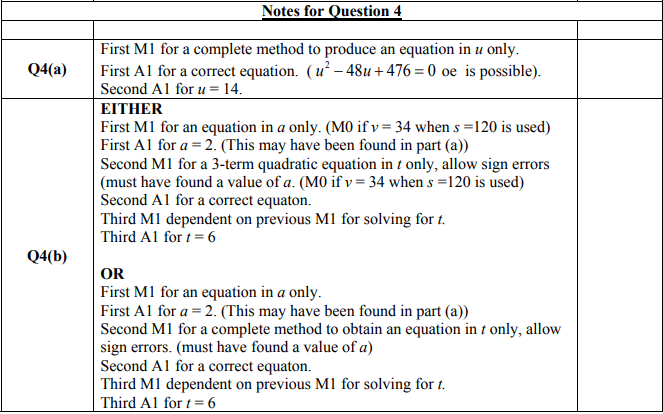 Notes for Question 4
Q4(a)
First M1 for a complete method to produce an equation in u only.
First A1 for a correct equation. ( u² – 48u + 476 = 0 oe is possible).
Second A1 for u = 14.
Q4(b)
EITHER
First M1 for an equation in a only. (M0 if v = 34 when s =120 is used)
First A1 for a = 2. (This may have been found in part (a))
Second M1 for a 3-term quadratic equation in t only, allow sign errors
(must have found a value of a. (M0 if v = 34 when s =120 is used)
Second A1 for a correct equaton.
Third M1 dependent on previous M1 for solving for t.
Third A1 for t = 6
OR
First M1 for an equation in a only.
First A1 for a = 2. (This may have been found in part (a))
Second M1 for a complete method to obtain an equation in t only, allow
sign errors. (must have found a value of a)
Second A1 for a correct equaton.
Third M1 dependent on previous M1 for solving for t.
Third A1 for t = 6